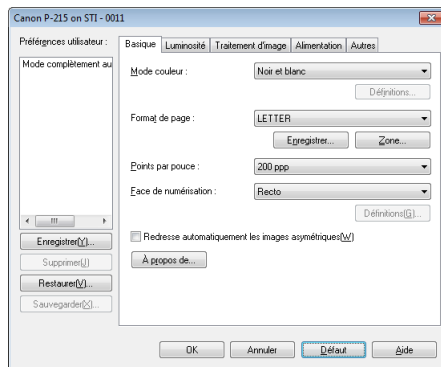 Canon P-215 on STI - 0011
Préférences utilisateur :
Mode complètement au
Enregistrer(Y)...
Supprimer(J)
Restaurer(V)...
Sauvegarder(X)...
Basique Luminosité Traitement d'image Alimentation Autres
Mode couleur : Noir et blanc
Définitions...
Format de page : LETTER
Enregistrer... Zone...
Points par pouce : 200 ppp
Face de numérisation : Recto
Définitions(G)...
Redresse automatiquement les images asymétriques(W)
À propos de...
OK Annuler Défaut Aide